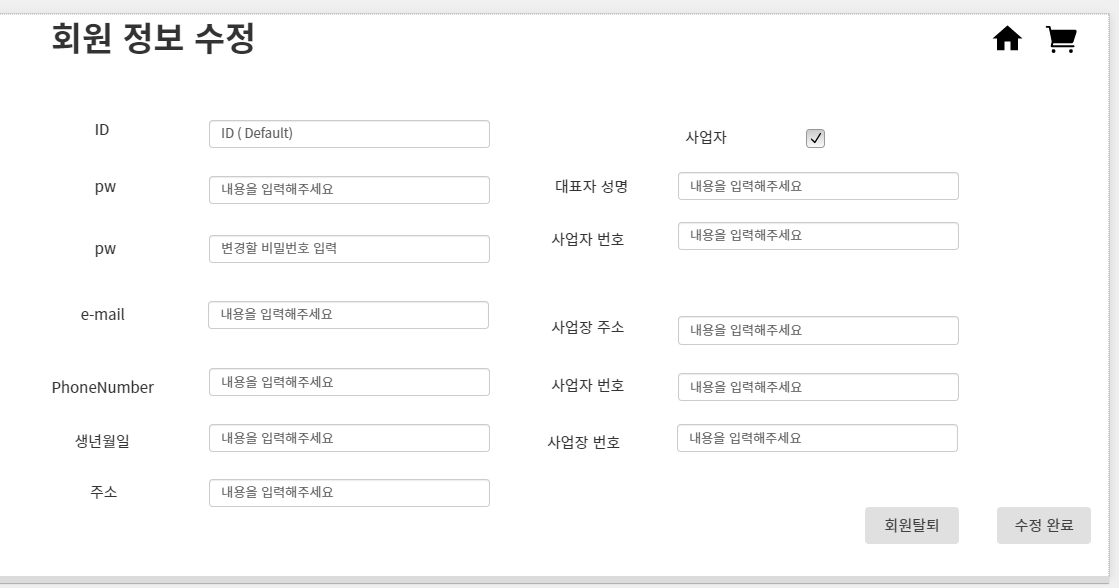 회원 정보 수정
ID
ID ( Default)
pw
내용을 입력해주세요
pw
변경할 비밀번호 입력
e-mail
내용을 입력해주세요
PhoneNumber
내용을 입력해주세요
생년월일
내용을 입력해주세요
주소
내용을 입력해주세요
사업자
대표자 성명
내용을 입력해주세요
사업자 번호
내용을 입력해주세요
사업장 주소
내용을 입력해주세요
사업자 번호
내용을 입력해주세요
사업장 번호
내용을 입력해주세요
회원탈퇴
수정 완료